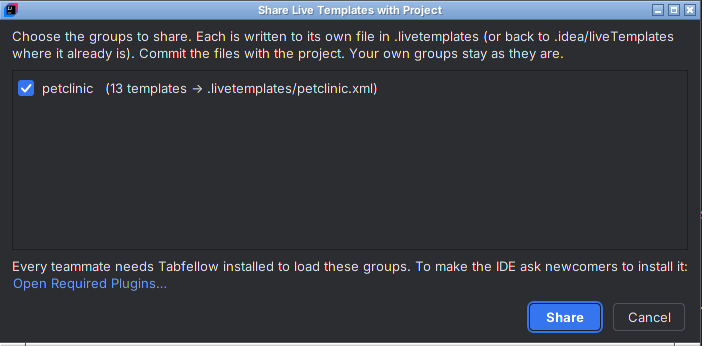 Share Live Templates with Project
Choose the groups to share. Each is written to its own file in .livetemplates (or back to .idea/liveTemplates
where it already is). Commit the files with the project. Your own groups stay as they are.
petclinic (13 templates → .livetemplates/petclinic.xml)
Every teammate needs Tabfellow installed to load these groups. To make the IDE ask newcomers to install it:
Open Required Plugins...
Share Cancel